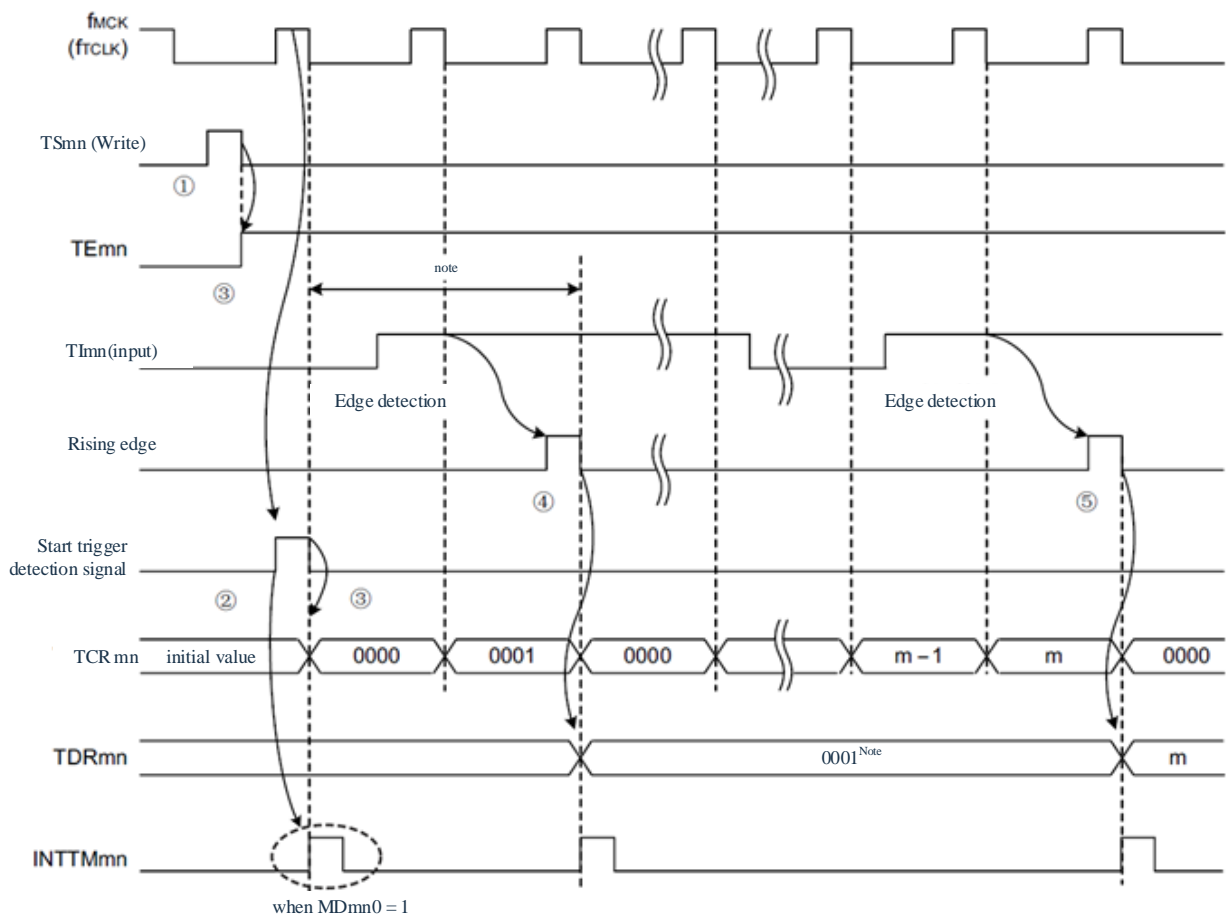 fMCK
(fTCLK)
TSmn (Write)
①
TEmn
③
note
TImn(input)
Edge detection
Edge detection
Rising edge
④
⑤
Start trigger
detection signal
②
③
TCR mn
initial value
0000
0001
0000
m – 1
m
0000
TDRmn
0001Note
m
INTTMmn
when MDmn0 = 1